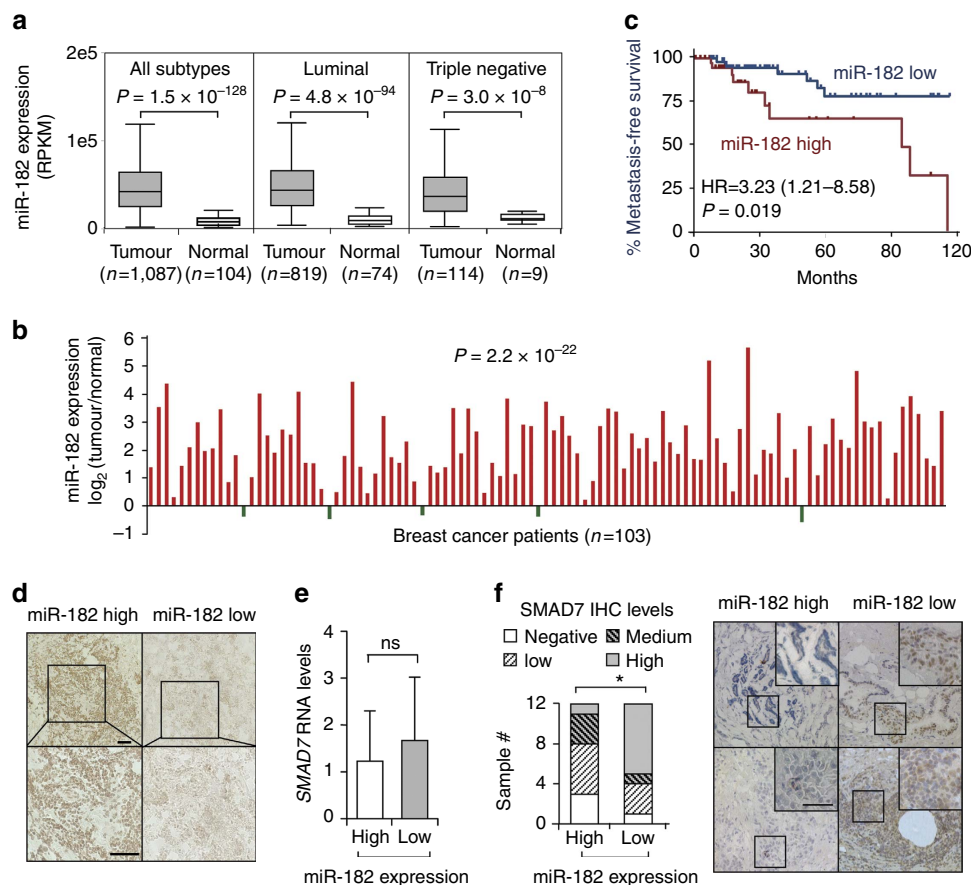 a
miR-182 expression
(RPKM)
2e5
1e5
0
All subtypes
P = 1.5 × 10⁻¹²⁸
Luminal
P = 4.8 × 10⁻⁹⁴
Triple negative
P = 3.0 × 10⁻⁸
Tumour Normal Tumour Normal Tumour Normal
(n=1,087) (n=104) (n=819) (n=74) (n=114) (n=9)
c
% Metastasis-free survival
100
75
50
25
0
miR-182 low
miR-182 high
HR=3.23 (1.21–8.58)
P = 0.019
0 30 60 80 120
Months
b
miR-182 expression
log₂ (tumour/normal)
6
5
4
3
2
1
0
−1
P = 2.2 × 10⁻²²
Breast cancer patients (n=103)
d
miR-182 high miR-182 low
e
SMAD7 RNA levels
4
3
2
1
0
ns
High Low
miR-182 expression
f
SMAD7 IHC levels
Negative Medium
low High
Sample #
12
8
4
0
*
High Low
miR-182 expression
miR-182 high miR-182 low